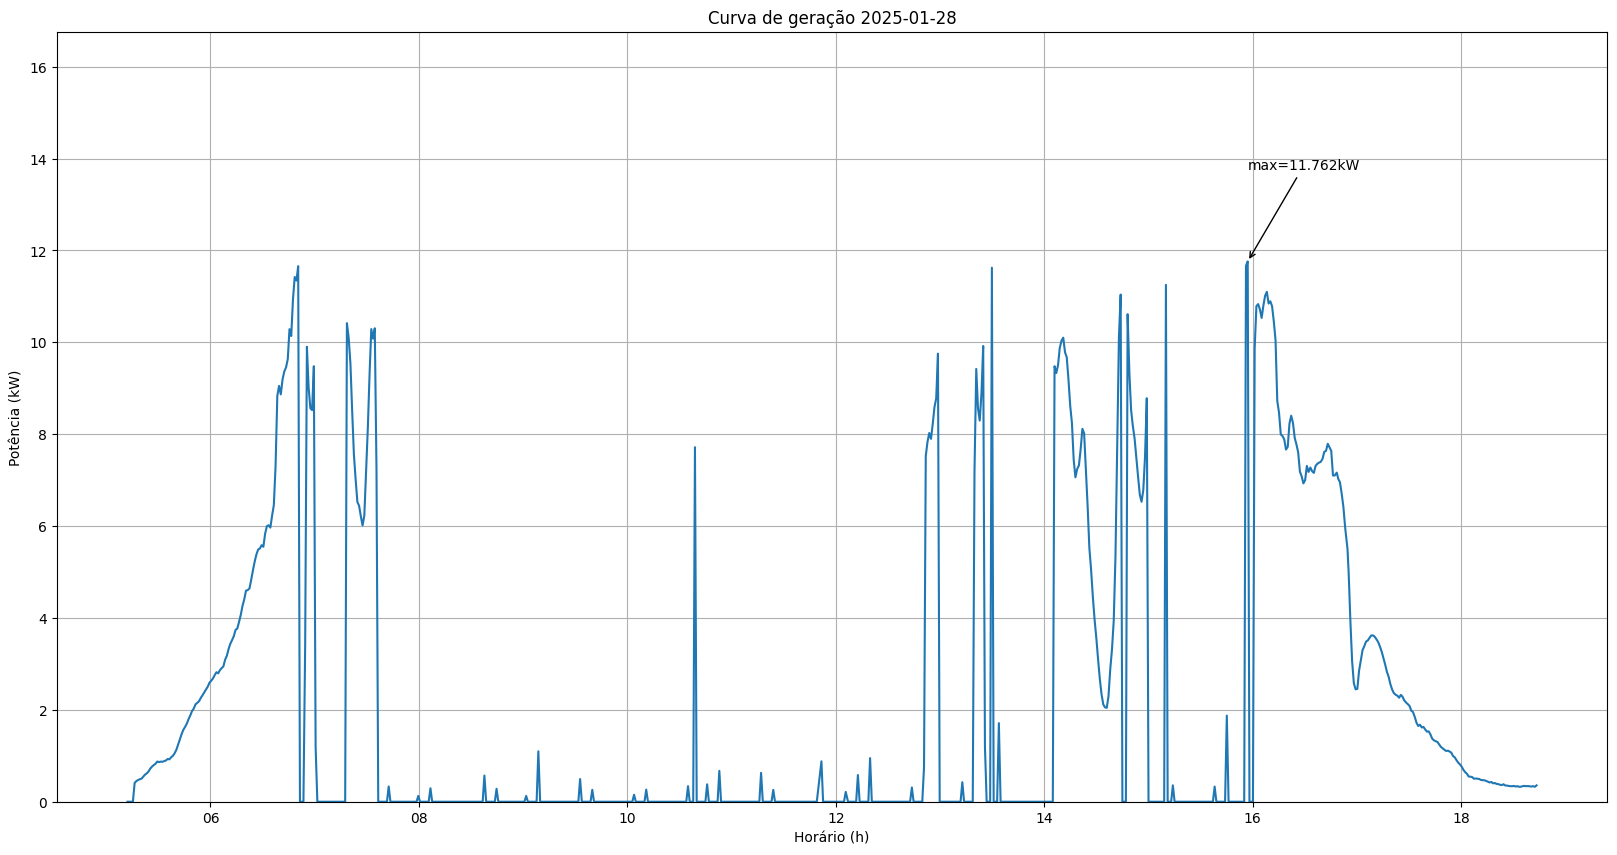 Curva de geração 2025-01-28
16
14
12
10
8
6
4
2
0
max=11.762kW
Potência (kW)
06 08 10 12 14 16 18
Horário (h)